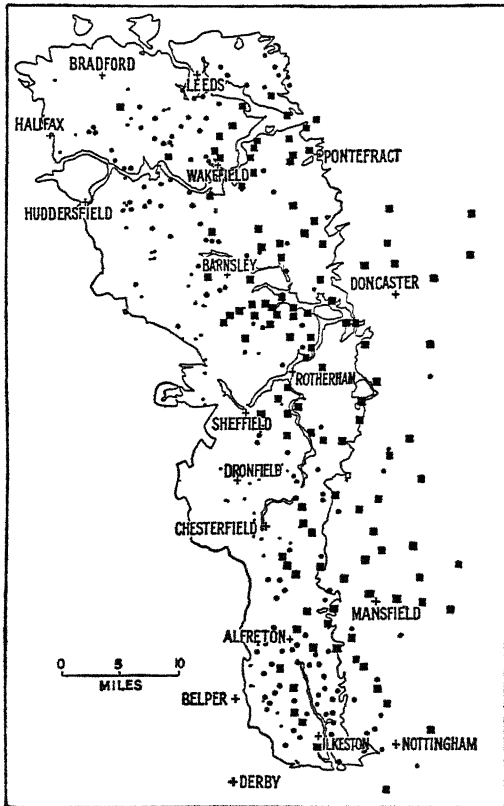 BRADFORD
LEEDS
HALIFAX
PONTEFRACT
WAKEFIELD
HUDDERSFIELD
BARNSLEY
DONCASTER
ROTHERHAM
SHEFFIELD
DRONFIELD
CHESTERFIELD
MANSFIELD
ALFRETON
0 5 10
MILES
BELPER
ILKESTON
NOTTINGHAM
DERBY